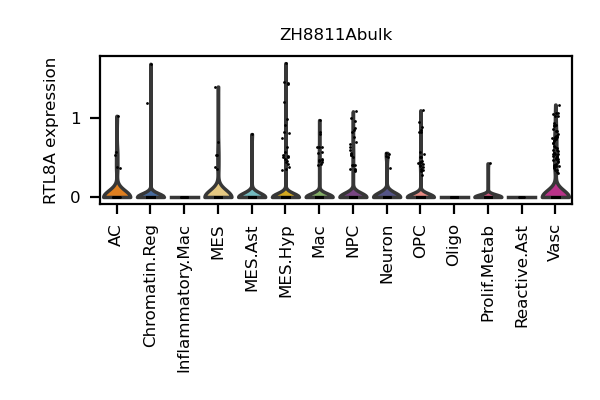 ZH8811Abulk
RTL8A expression
1
0
AC
Chromatin.Reg
Inflammatory.Mac
MES
MES.Ast
MES.Hyp
Mac
NPC
Neuron
OPC
Oligo
Prolif.Metab
Reactive.Ast
Vasc